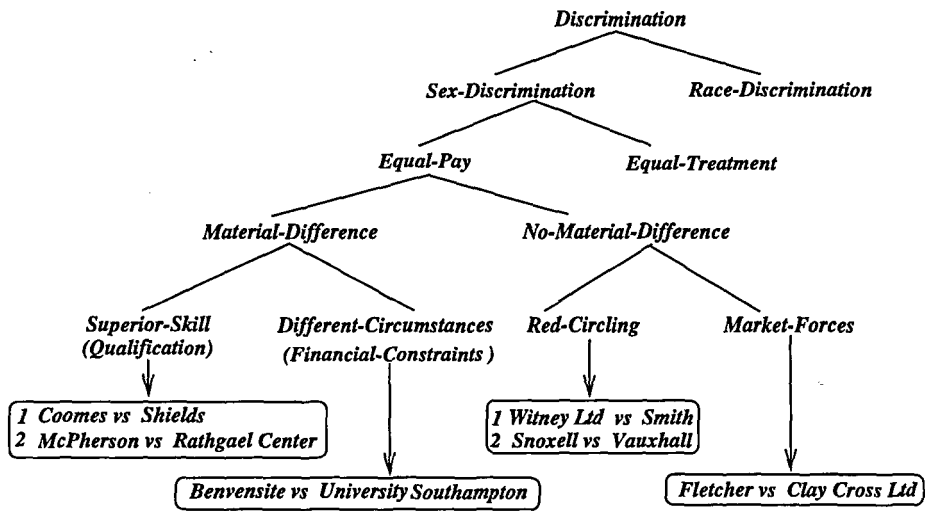 Discrimination
Sex-Discrimination Race-Discrimination
Equal-Pay Equal-Treatment
Material-Difference No-Material-Difference
Superior-Skill Different-Circumstances Red-Circling Market-Forces
(Qualification) (Financial-Constraints)
1 Coomes vs Shields
2 McPherson vs Rathgael Center
1 Witney Ltd vs Smith
2 Snoxell vs Vauxhall
Benvensite vs University Southampton
Fletcher vs Clay Cross Ltd